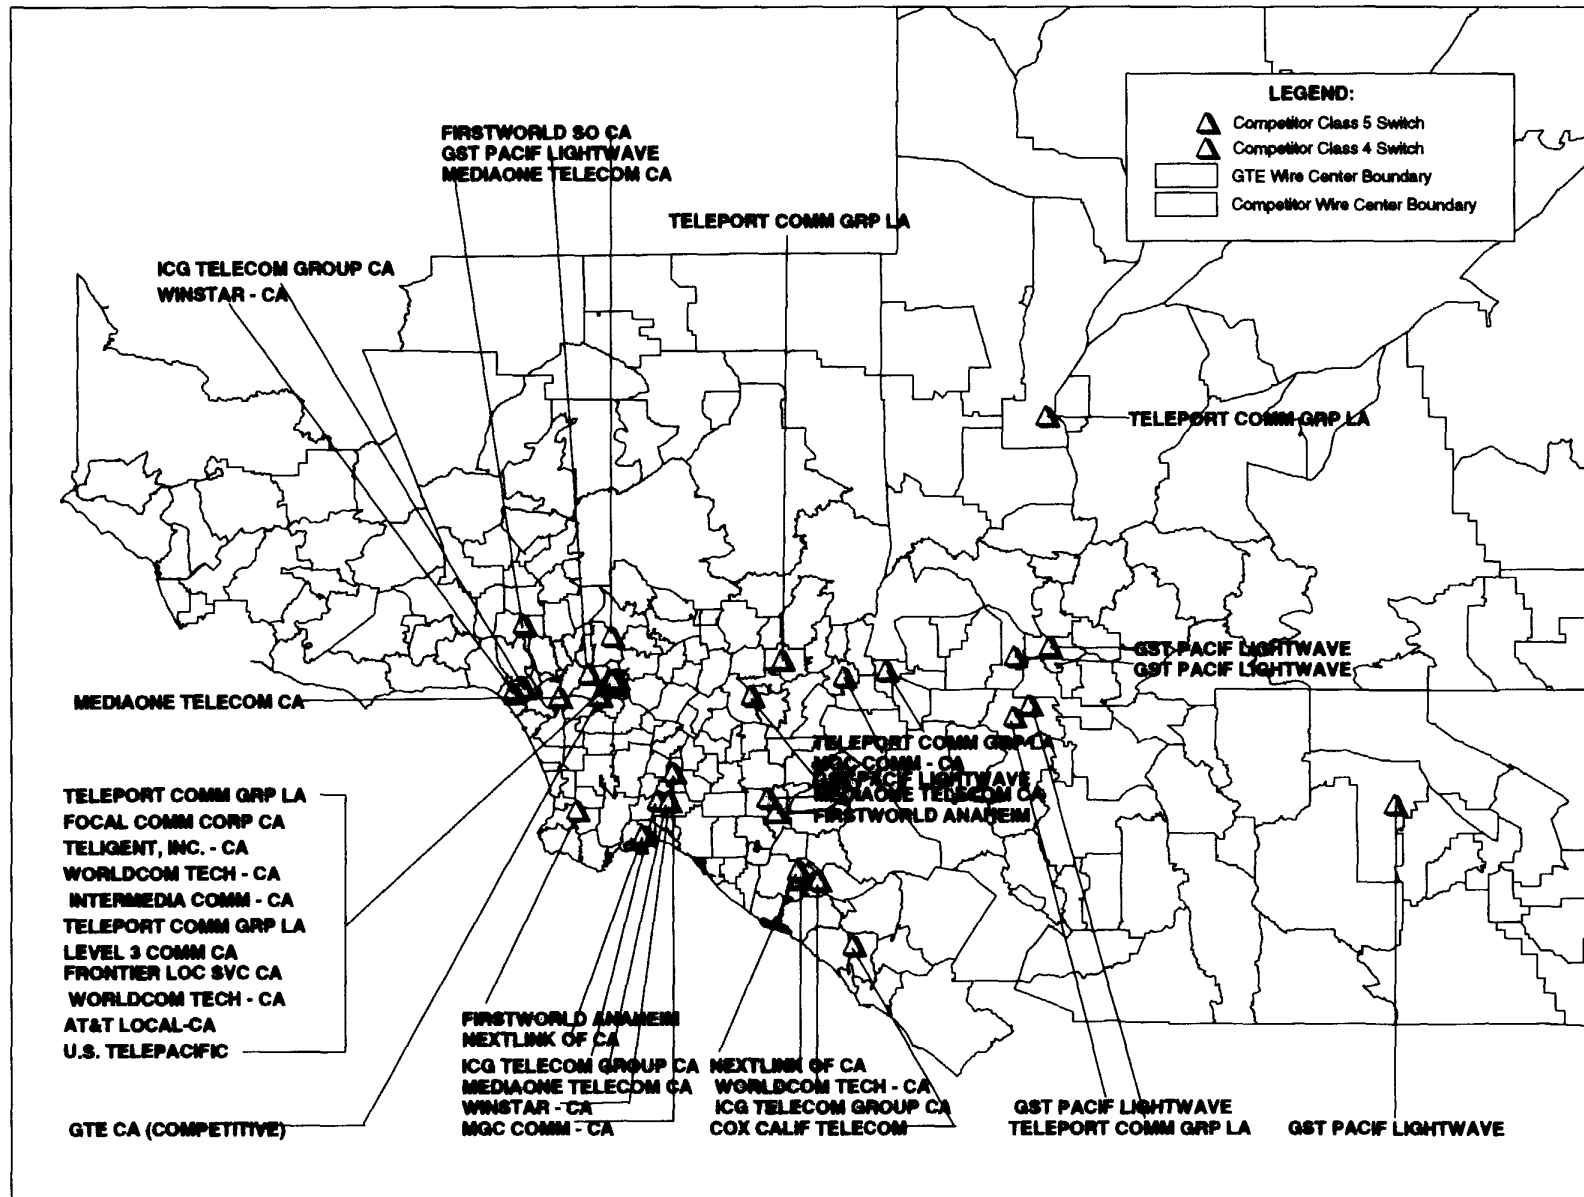 LEGEND:
Competitor Class 5 Switch
Competitor Class 4 Switch
GTE Wire Center Boundary
Competitor Wire Center Boundary
FIRSTWORLD SO CA
GST PACIF LIGHTWAVE
MEDIAONE TELECOM CA
TELEPORT COMM GRP LA
ICG TELECOM GROUP CA
WINSTAR - CA
TELEPORT COMM GRP LA
GST PACIF LIGHTWAVE
GST PACIF LIGHTWAVE
MEDIAONE TELECOM CA
TELEPORT COMM GRP LA
MGC COMM - CA
GST PACIF LIGHTWAVE
MEDIAONE TELECOM CA
FIRSTWORLD ANAHEIM
TELEPORT COMM GRP LA
FOCAL COMM CORP CA
TELIGENT, INC. - CA
WORLDCOM TECH - CA
INTERMEDIA COMM - CA
TELEPORT COMM GRP LA
LEVEL 3 COMM CA
FRONTIER LOC SVC CA
WORLDCOM TECH - CA
AT&T LOCAL-CA
U.S. TELEPACIFIC
GTE CA (COMPETITIVE)
FIRSTWORLD ANAHEIM
NEXTLINK OF CA
ICG TELECOM GROUP CA
MEDIAONE TELECOM CA
WINSTAR - CA
MGC COMM - CA
NEXTLINK OF CA
WORLDCOM TECH - CA
ICG TELECOM GROUP CA
COX CALIF TELECOM
GST PACIF LIGHTWAVE
TELEPORT COMM GRP LA
GST PACIF LIGHTWAVE